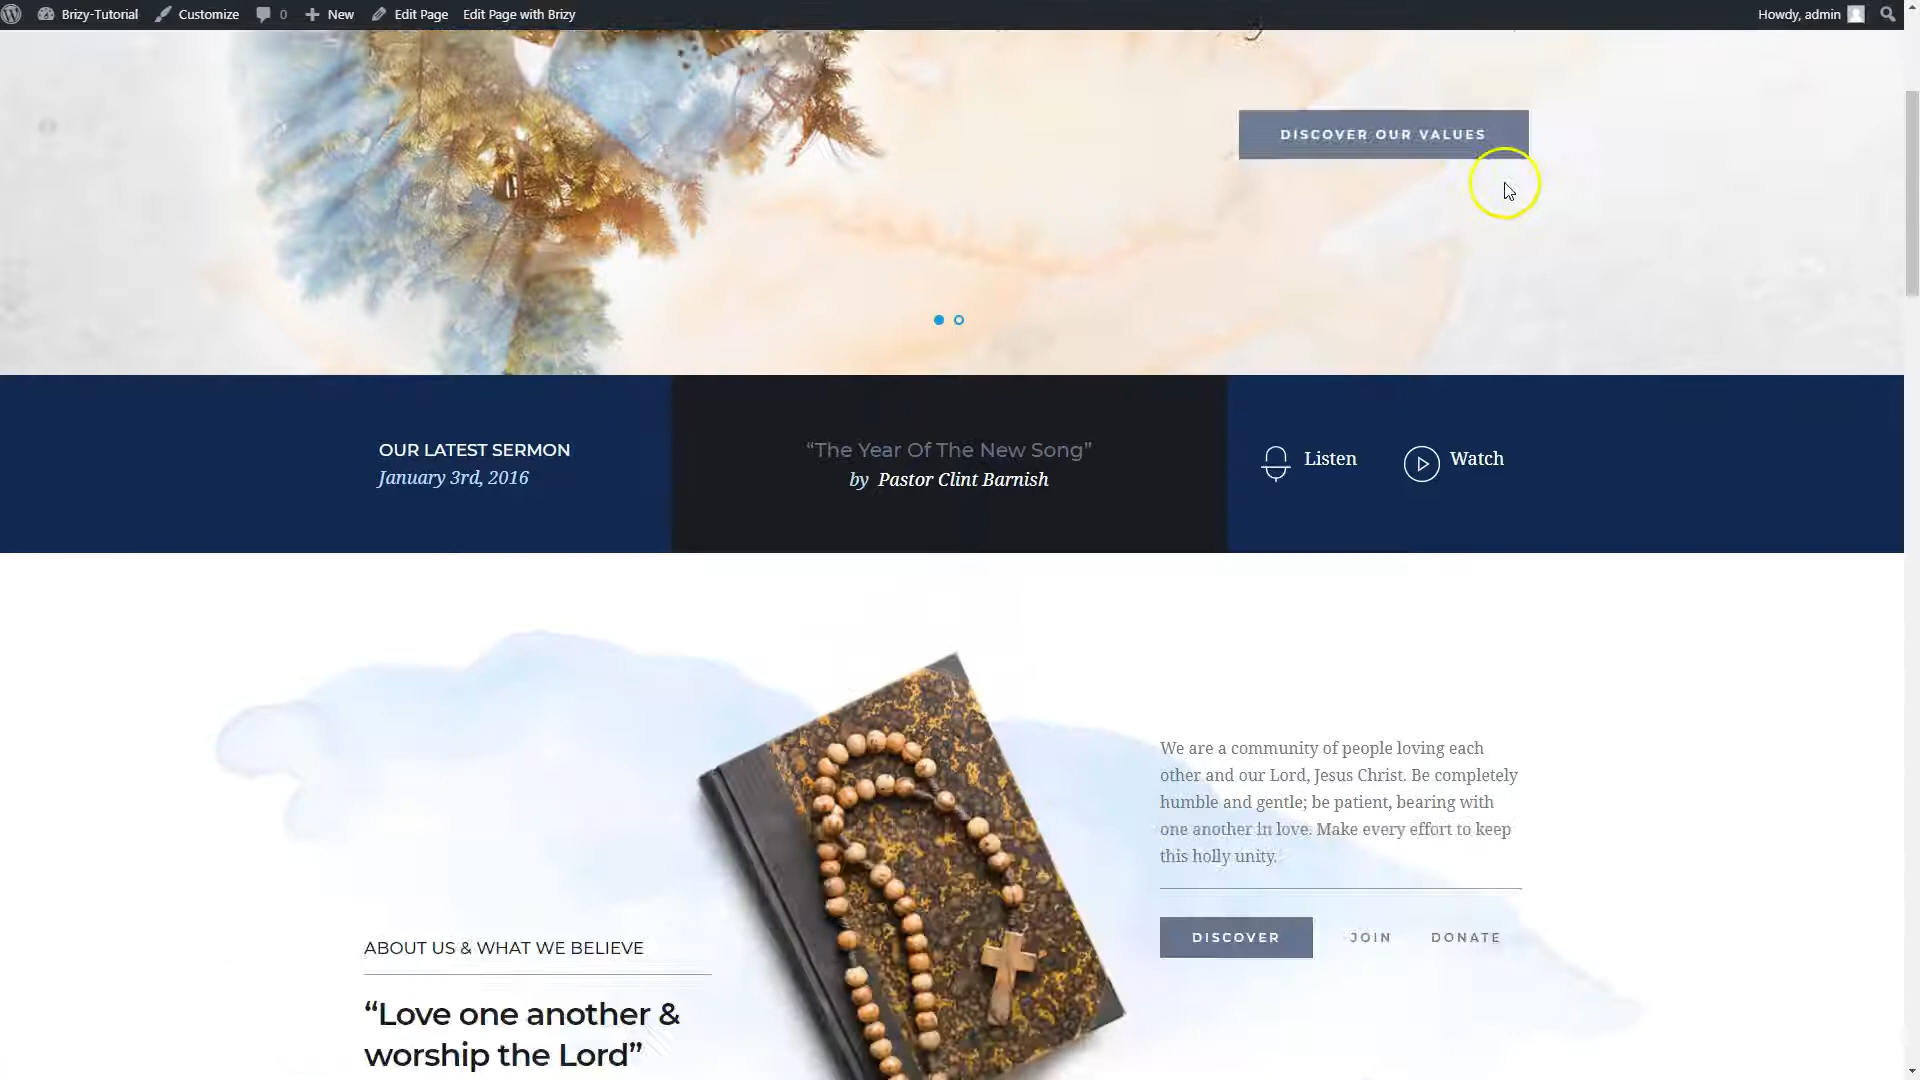 Brizy-Tutorial Customize 0 New Edit Page Edit Page with Brizy Howdy, admin
DISCOVER OUR VALUES
OUR LATEST SERMON
January 3rd, 2016
“The Year Of The New Song”
by Pastor Clint Barnish
Listen
Watch
We are a community of people loving each
other and our Lord, Jesus Christ. Be completely
humble and gentle; be patient, bearing with
one another in love. Make every effort to keep
this holly unity.
DISCOVER JOIN DONATE
ABOUT US & WHAT WE BELIEVE
“Love one another &
worship the Lord”